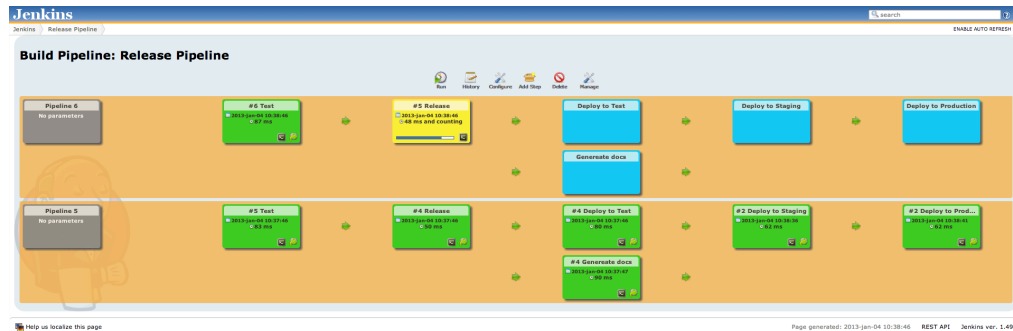 Jenkins
search
Jenkins Release Pipeline
ENABLE AUTO REFRESH
Build Pipeline: Release Pipeline
Run History Configure Add Step Delete Manage
Pipeline 6
No parameters
#6 Test
2013-jan-04 10:38:46
87 ms
#5 Release
2013-jan-04 10:38:46
48 ms and counting
Deploy to Test
Deploy to Staging
Deploy to Production
Genereate docs
Pipeline 5
No parameters
#5 Test
2013-jan-04 10:37:46
83 ms
#4 Release
2013-jan-04 10:37:46
50 ms
#4 Deploy to Test
2013-jan-04 10:37:46
80 ms
#2 Deploy to Staging
2013-jan-04 10:38:36
62 ms
#2 Deploy to Prod...
2013-jan-04 10:38:41
62 ms
#4 Genereate docs
2013-jan-04 10:37:47
90 ms
Help us localize this page
Page generated: 2013-jan-04 10:38:46 REST API Jenkins ver. 1.49